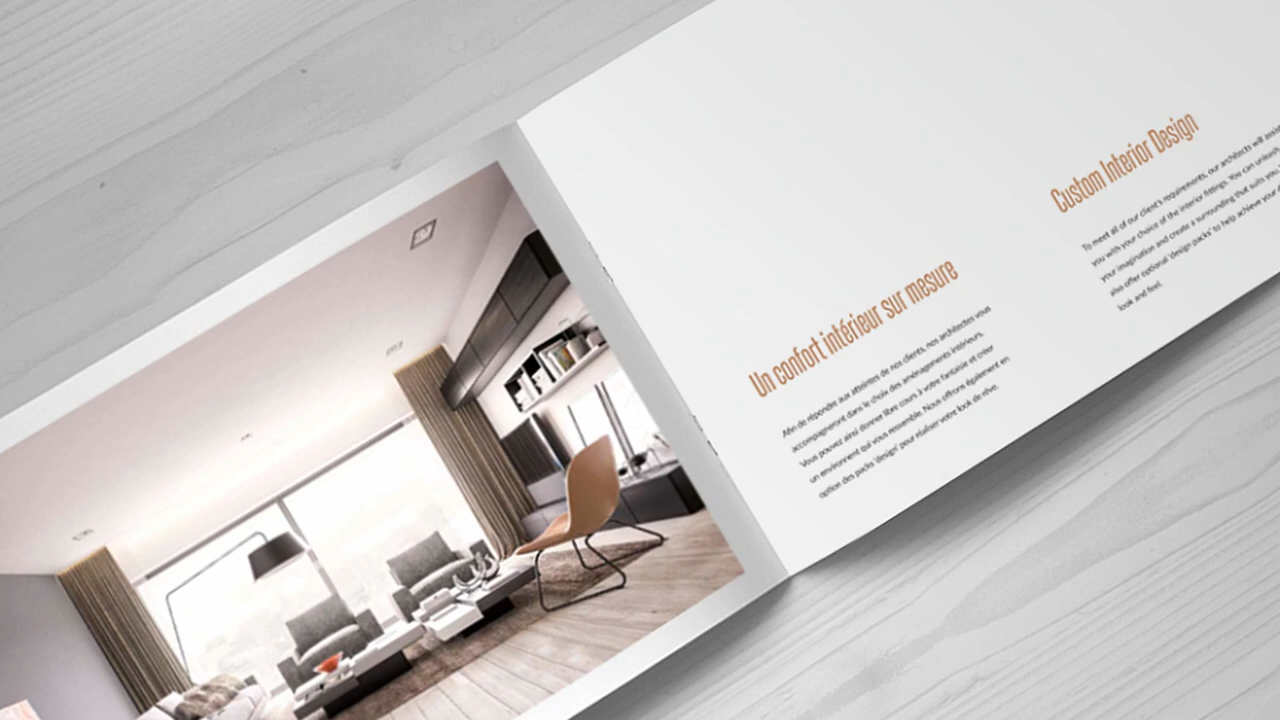 Un confort intérieur sur mesure
Afin de répondre aux atteintes de nos clients, nos architectes vous
accompagneront dans le choix des aménagements intérieurs.
Vous pouvez ainsi donner libre cours à votre fantaisie et créer
un environnement qui vous ressemble. Nous offrons également en
option des packs 'design' pour réaliser votre look de rêve.
Custom Interior Design
To meet all of our client's requirements, our architects will assist
you with your choice of the interior fittings. You can unleash
your imagination and create a surrounding that suits you.
also offer optional 'design packs' to help achieve your
look and feel.